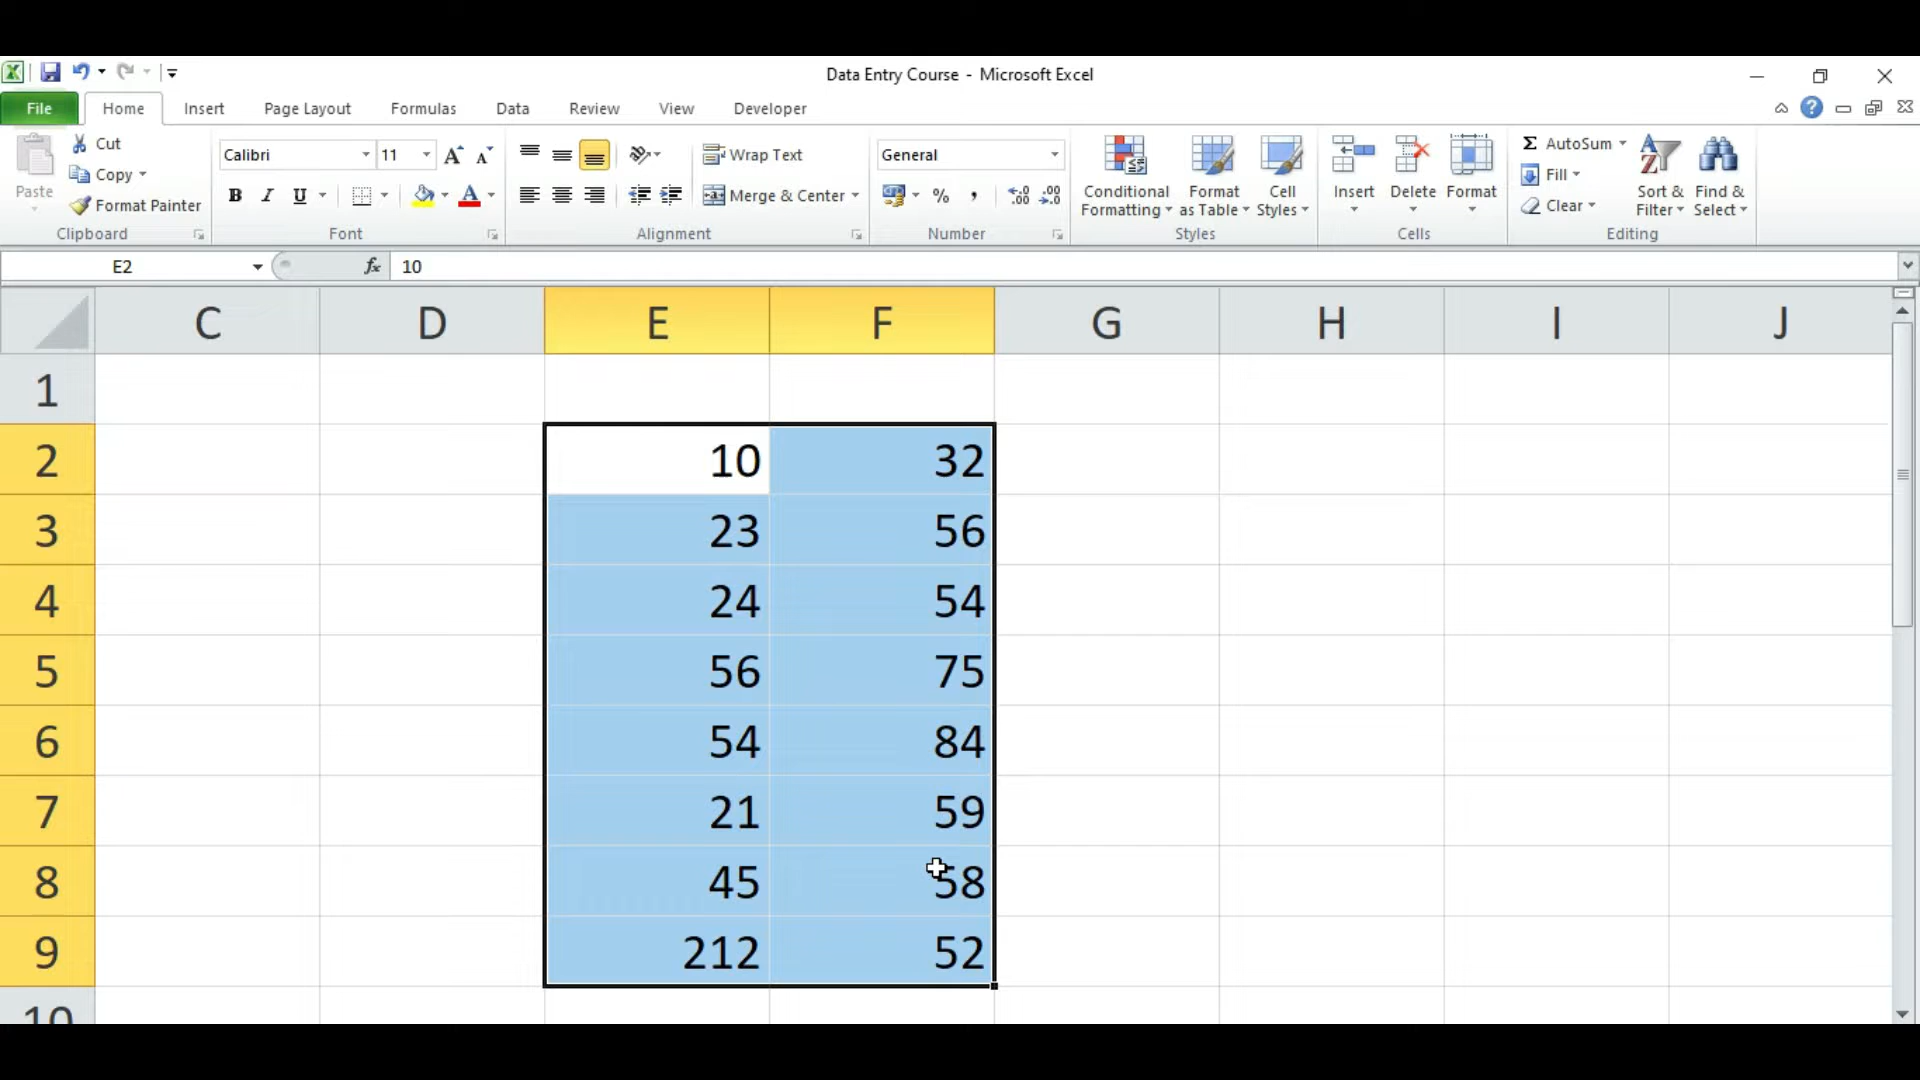 Data Entry Course - Microsoft Excel
File Home Insert Page Layout Formulas Data Review View Developer
Paste
Cut
Copy
Format Painter
Clipboard
Calibri 11
B I U A
Font
Wrap Text
Merge & Center
Alignment
General
% ,
Number
Conditional Formatting
Format as Table
Cell Styles
Styles
Insert
Delete
Format
Cells
Σ AutoSum
Fill
Clear
Sort & Filter
Find & Select
Editing
E2 fx 10
C D E F G H I J
1
2 10 32
3 23 56
4 24 54
5 56 75
6 54 84
7 21 59
8 45 58
9 212 52
10